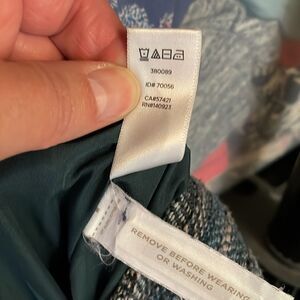 380089
ID# 70056
CA#57421
RN#140923
REMOVE BEFORE WEARING
OR WASHING